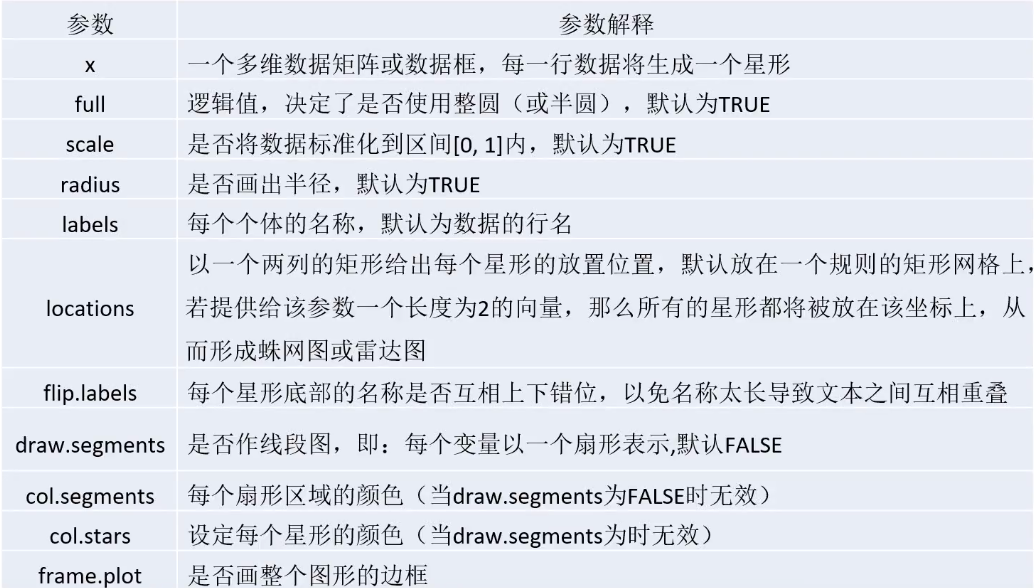 参数 参数解释
x 一个多维数据矩阵或数据框，每一行数据将生成一个星形
full 逻辑值，决定了是否使用整圆（或半圆），默认为TRUE
scale 是否将数据标准化到区间[0, 1]内，默认为TRUE
radius 是否画出半径，默认为TRUE
labels 每个个体的名称，默认为数据的行名
以一个两列的矩形给出每个星形的放置位置，默认放在一个规则的矩形网格上，
locations 若提供给该参数一个长度为2的向量，那么所有的星形都将被放在该坐标上，从
而形成蛛网图或雷达图
flip.labels 每个星形底部的名称是否互相上下错位，以免名称太长导致文本之间互相重叠
draw.segments 是否作线段图，即：每个变量以一个扇形表示,默认FALSE
col.segments 每个扇形区域的颜色（当draw.segments为FALSE时无效）
col.stars 设定每个星形的颜色（当draw.segments为时无效）
frame.plot 是否画整个图形的边框